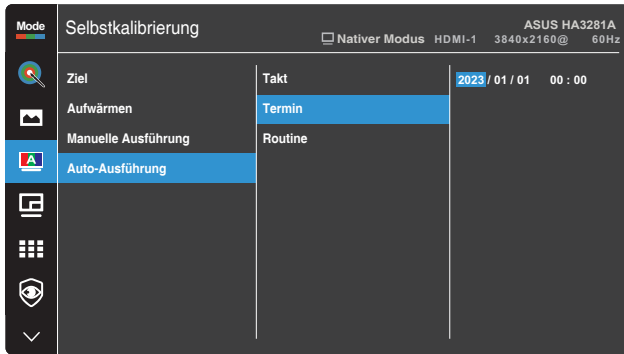 Mode
Selbstkalibrierung
ASUS HA3281A
Nativer Modus HDMI-1 3840x2160@ 60Hz
Ziel
Takt
2023 / 01 / 01 00 : 00
Aufwärmen
Termin
Manuelle Ausführung
Routine
A
Auto-Ausführung